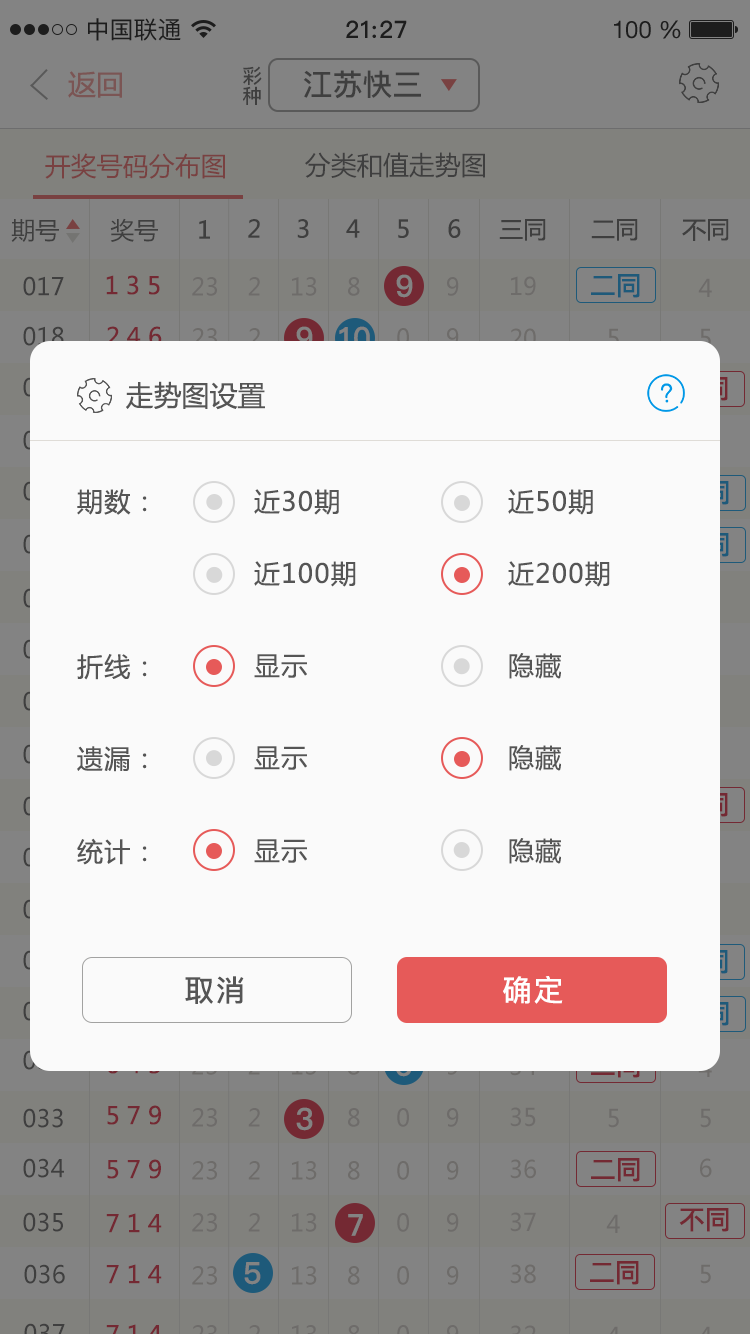 中国联通 21:27 100 %
返回 彩种 江苏快三
开奖号码分布图 分类和值走势图
期号 奖号 1 2 3 4 5 6 三同 二同 不同
017 1 3 5 23 2 13 8 9 9 19 二同 4
018 2 4 6 23 2 9 10 0 9 20 5 5
走势图设置 ?
期数： 近30期 近50期
近100期 近200期
折线： 显示 隐藏
遗漏： 显示 隐藏
统计： 显示 隐藏
取消 确定
033 5 7 9 23 2 3 8 0 9 35 5 5
034 5 7 9 23 2 13 8 0 9 36 二同 6
035 7 1 4 23 2 13 7 0 9 37 4 不同
036 7 1 4 23 5 13 8 0 9 38 二同 5
037 7 1 4 23 2 13 8 0 9